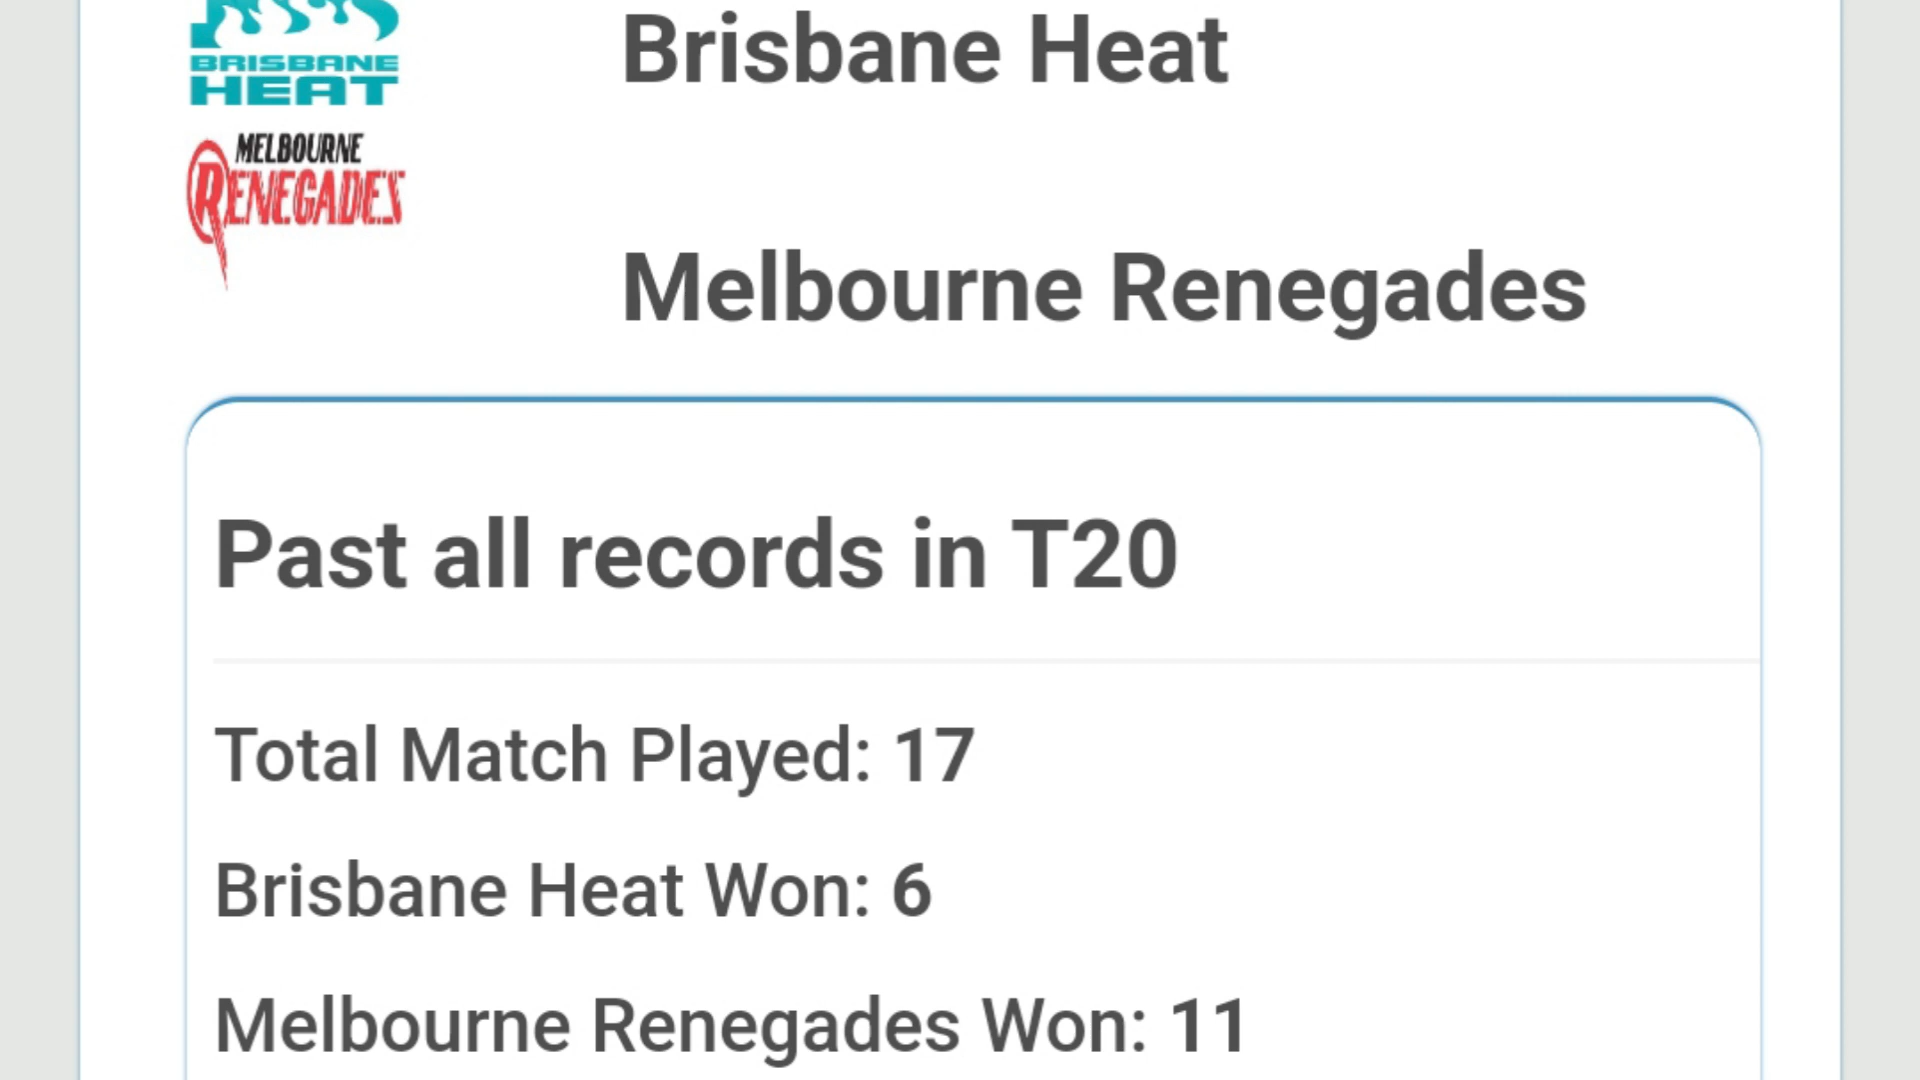 BRISBANE
HEAT
Brisbane Heat
MELBOURNE
RENEGADES
Melbourne Renegades
Past all records in T20
Total Match Played: 17
Brisbane Heat Won: 6
Melbourne Renegades Won: 11